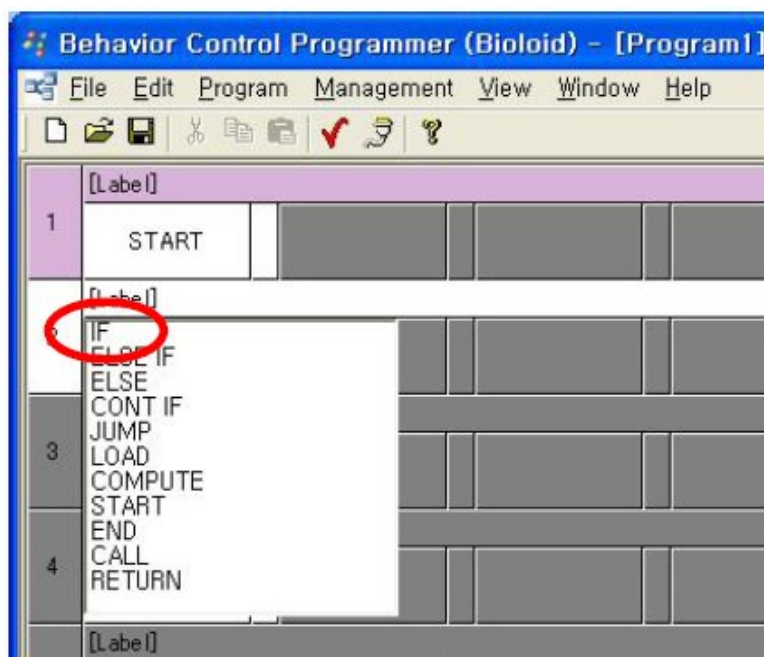 Behavior Control Programmer (Bioloid) - [Program1]
File Edit Program Management View Window Help
[Label]
1
START
[Label]
IF
ELSE IF
ELSE
CONT IF
JUMP
3
LOAD
COMPUTE
START
END
CALL
4
RETURN
[Label]